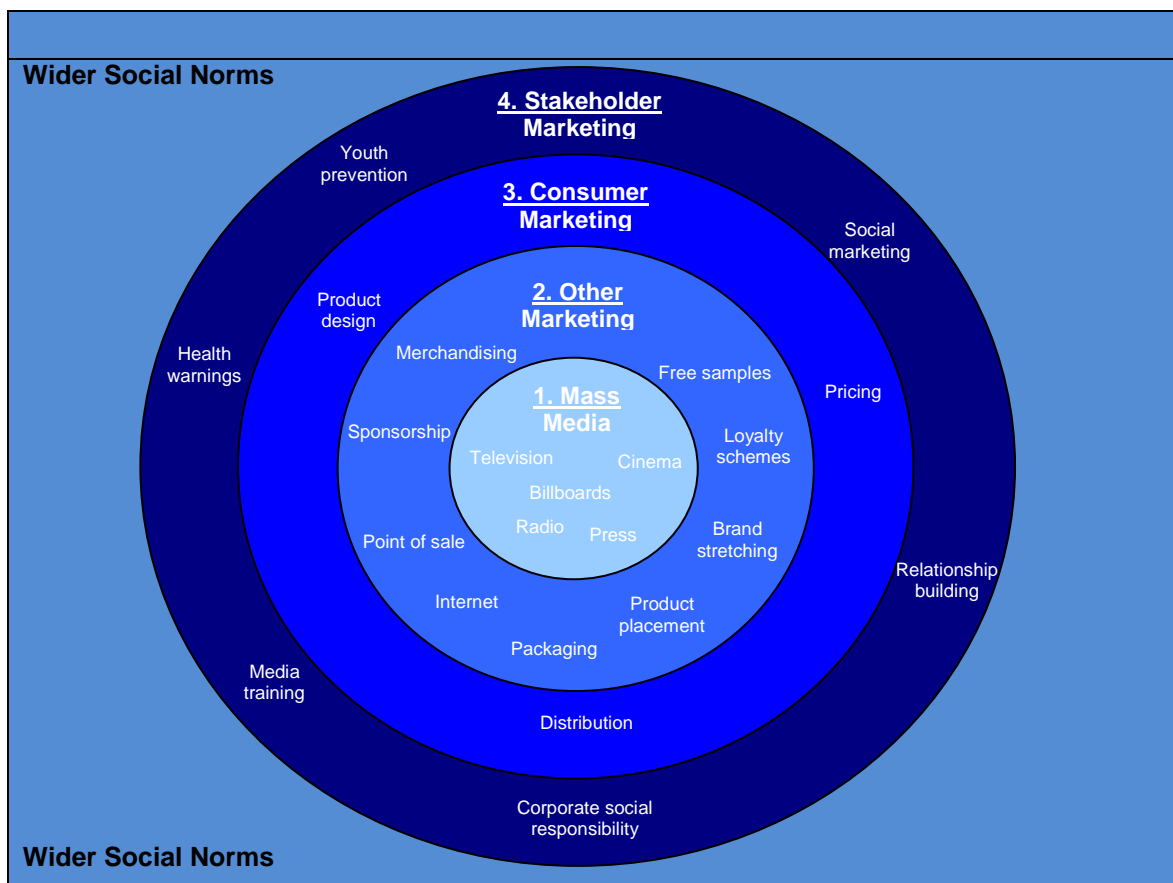 Wider Social Norms
4. Stakeholder
Marketing
Youth
prevention
3. Consumer
Marketing
Social
marketing
2. Other
Marketing
Product
design
Health
warnings
Merchandising
Free samples
Pricing
1. Mass
Media
Sponsorship
Loyalty
schemes
Television
Cinema
Billboards
Radio
Press
Point of sale
Brand
stretching
Relationship
building
Internet
Product
placement
Packaging
Media
training
Distribution
Corporate social
responsibility
Wider Social Norms